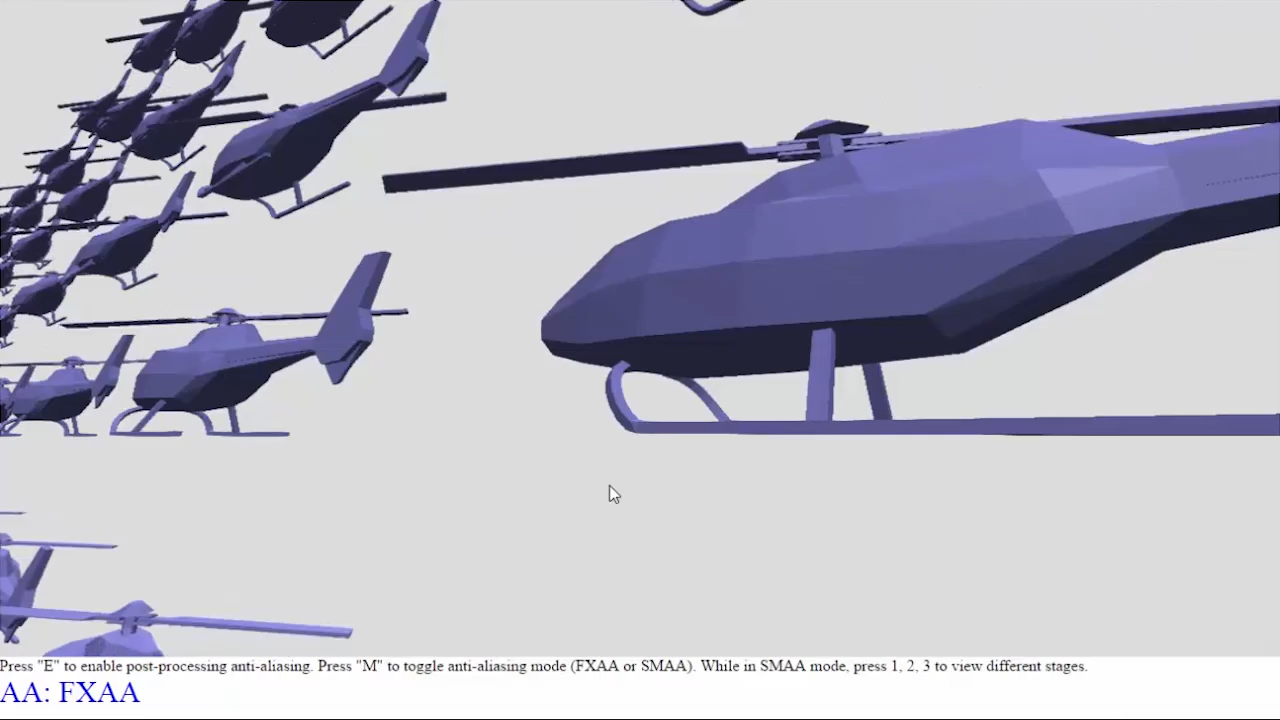 Press "E" to enable post-processing anti-aliasing. Press "M" to toggle anti-aliasing mode (FXAA or SMAA). While in SMAA mode, press 1, 2, 3 to view different stages.
AA: FXAA